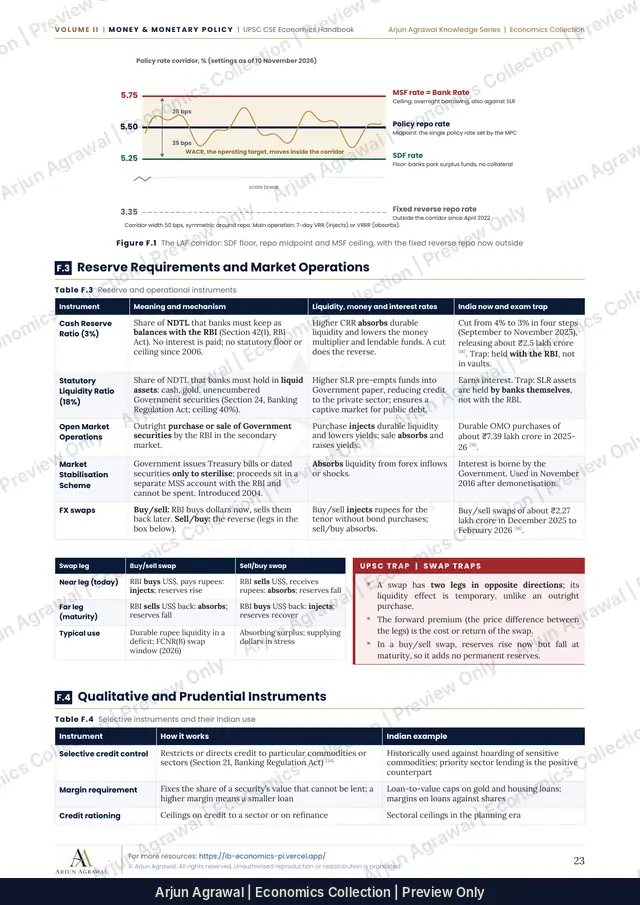 VOLUME II | MONEY & MONETARY POLICY | UPSC CSE Economics Handbook
Arjun Agrawal Knowledge Series | Economics Collection
Policy rate corridor, % (settings as of 10 November 2026)
5.75
MSF rate = Bank Rate
Ceiling: overnight borrowing, also against SLR
25 bps
5.50
Policy repo rate
Midpoint: the single policy rate set by the MPC
25 bps
WACR, the operating target, moves inside the corridor
5.25
SDF rate
Floor: banks park surplus funds, no collateral
scale break
3.35
Fixed reverse repo rate
Outside the corridor since April 2022
Corridor width 50 bps, symmetric around repo. Main operation: 7-day VRR (injects) or VRRR (absorbs).
Figure F.1 The LAF corridor: SDF floor, repo midpoint and MSF ceiling, with the fixed reverse repo now outside
F.3 Reserve Requirements and Market Operations
Table F.3 Reserve and operational instruments
Instrument
Meaning and mechanism
Liquidity, money and interest rates
India now and exam trap
Cash Reserve
Ratio (3%)
Share of NDTL that banks must keep as
balances with the RBI (Section 42(1), RBI
Act). No interest is paid; no statutory floor or
ceiling since 2006.
Higher CRR absorbs durable
liquidity and lowers the money
multiplier and lendable funds. A cut
does the reverse.
Cut from 4% to 3% in four steps
(September to November 2025),
releasing about ₹2.5 lakh crore
. Trap: held with the RBI, not
in vaults.
Statutory
Liquidity Ratio
(18%)
Share of NDTL that banks must hold in liquid
assets: cash, gold, unencumbered
Government securities (Section 24, Banking
Regulation Act; ceiling 40%).
Higher SLR pre-empts funds into
Government paper, reducing credit
to the private sector; ensures a
captive market for public debt.
Earns interest. Trap: SLR assets
are held by banks themselves,
not with the RBI.
Open Market
Operations
Outright purchase or sale of Government
securities by the RBI in the secondary
market.
Purchase injects durable liquidity
and lowers yields; sale absorbs and
raises yields.
Durable OMO purchases of
about ₹7.39 lakh crore in 2025-
26
Market
Stabilisation
Scheme
Government issues Treasury bills or dated
securities only to sterilise; proceeds sit in a
separate MSS account with the RBI and
cannot be spent. Introduced 2004.
Absorbs liquidity from forex inflows
or shocks.
Interest is borne by the
Government. Used in November
2016 after demonetisation.
FX swaps
Buy/sell: RBI buys dollars now, sells them
back later. Sell/buy: the reverse (legs in the
box below).
Buy/sell injects rupees for the
tenor without bond purchases;
sell/buy absorbs.
Buy/sell swaps of about ₹2.27
lakh crore in December 2025 to
February 2026
Swap leg
Buy/sell swap
Sell/buy swap
Near leg (today)
RBI buys US$, pays rupees:
injects; reserves rise
RBI sells US$, receives
rupees: absorbs; reserves fall
Far leg
(maturity)
RBI sells US$ back: absorbs;
reserves fall
RBI buys US$ back: injects;
reserves recover
Typical use
Durable rupee liquidity in a
deficit; FCNR(B) swap
window (2026)
Absorbing surplus; supplying
dollars in stress
UPSC TRAP | SWAP TRAPS
• A swap has two legs in opposite directions; its
liquidity effect is temporary, unlike an outright
purchase.
• The forward premium (the price difference between
the legs) is the cost or return of the swap.
• In a buy/sell swap, reserves rise now but fall at
maturity, so it adds no permanent reserves.
F.4 Qualitative and Prudential Instruments
Table F.4 Selective instruments and their Indian use
Instrument
How it works
Indian example
Selective credit control
Restricts or directs credit to particular commodities or
sectors (Section 21, Banking Regulation Act)
Historically used against hoarding of sensitive
commodities; priority sector lending is the positive
counterpart
Margin requirement
Fixes the share of a security's value that cannot be lent; a
higher margin means a smaller loan
Loan-to-value caps on gold and housing loans;
margins on loans against shares
Credit rationing
Ceilings on credit to a sector or on refinance
Sectoral ceilings in the planning era
ARJUN AGRAWAL
For more resources: https://ib-economics-pi.vercel.app/
© Arjun Agrawal. All rights reserved. Unauthorised reproduction or redistribution is prohibited
23
Arjun Agrawal | Economics Collection | Preview Only